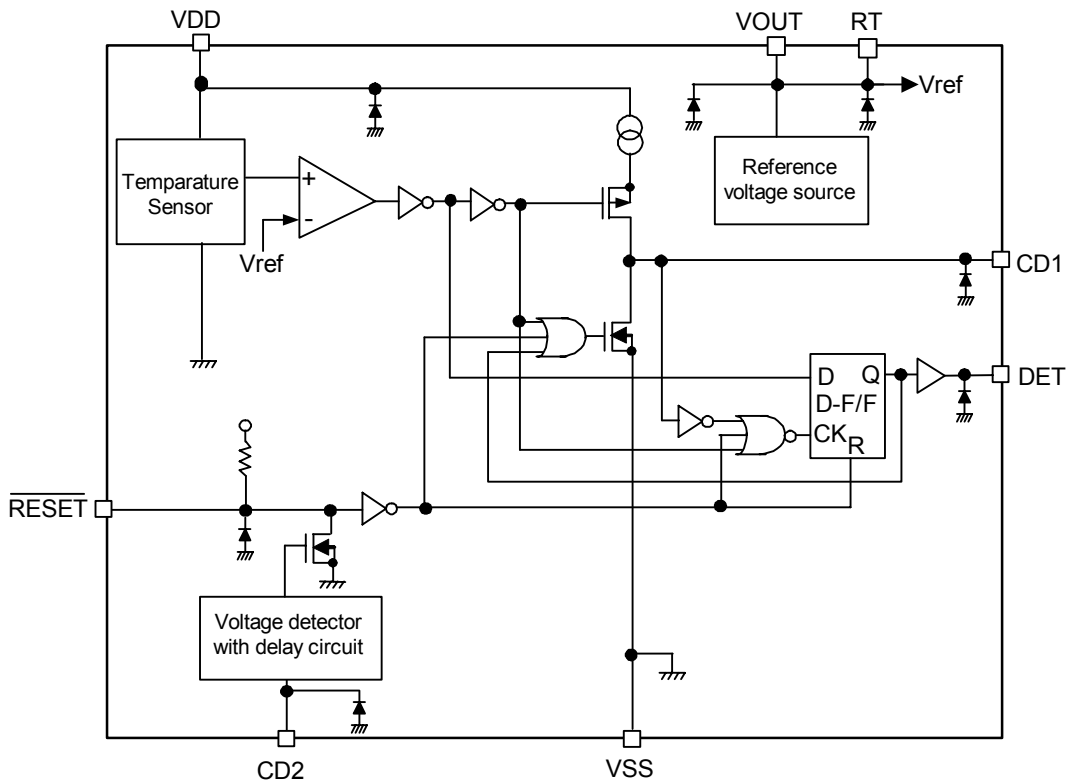 VDD
VOUT
RT
Vref
Temparature
Sensor
+
-
Vref
Reference
voltage source
CD1
DET
D
Q
D-F/F
CK
R
RESET
Voltage detector
with delay circuit
CD2
VSS